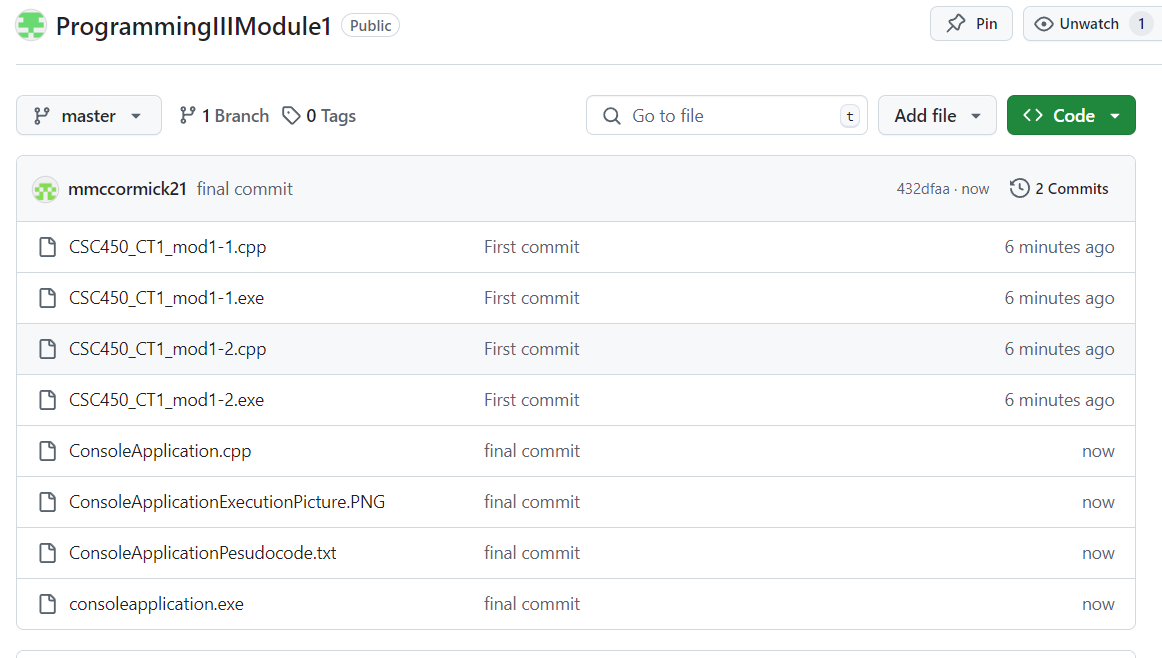 ProgrammingIIIModule1 Public Pin Unwatch 1
master 1 Branch 0 Tags Go to file t Add file Code
mmccormick21 final commit 432dfaa · now 2 Commits
CSC450_CT1_mod1-1.cpp First commit 6 minutes ago
CSC450_CT1_mod1-1.exe First commit 6 minutes ago
CSC450_CT1_mod1-2.cpp First commit 6 minutes ago
CSC450_CT1_mod1-2.exe First commit 6 minutes ago
ConsoleApplication.cpp final commit now
ConsoleApplicationExecutionPicture.PNG final commit now
ConsoleApplicationPesudocode.txt final commit now
consoleapplication.exe final commit now